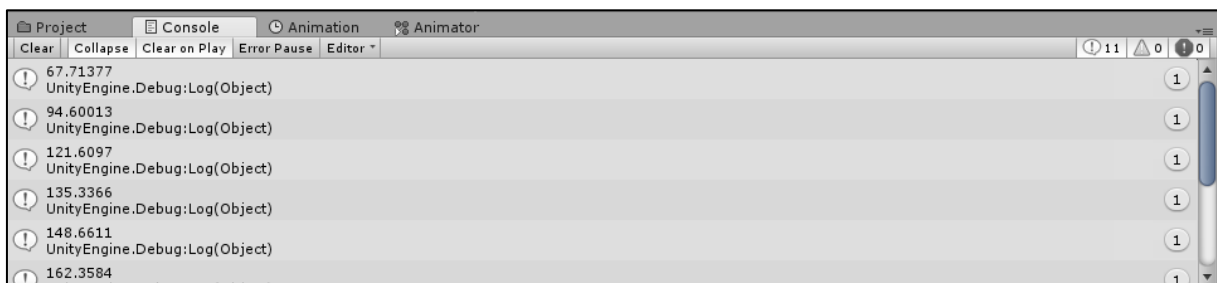 Project Console Animation Animator
Clear Collapse Clear on Play Error Pause Editor 11 0 0
67.71377 1
UnityEngine.Debug:Log(Object)
94.60013 1
UnityEngine.Debug:Log(Object)
121.6097 1
UnityEngine.Debug:Log(Object)
135.3366 1
UnityEngine.Debug:Log(Object)
148.6611 1
UnityEngine.Debug:Log(Object)
162.3584 1